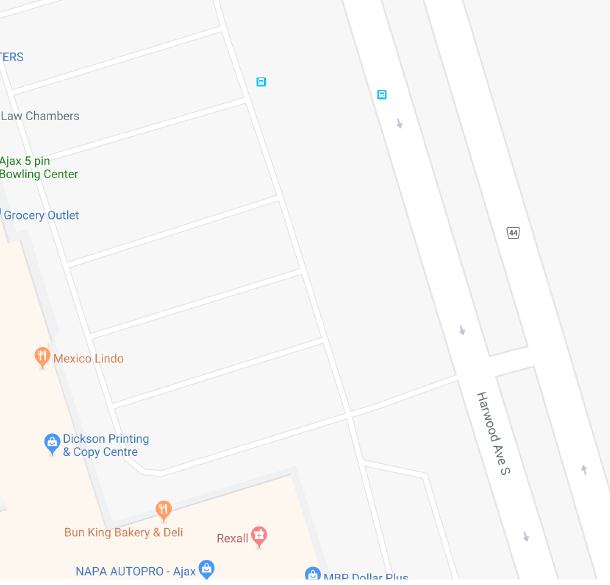 TERS
Law Chambers
Ajax 5 pin
Bowling Center
Grocery Outlet
44
Mexico Lindo
Harwood Ave S
Dickson Printing
& Copy Centre
Bun King Bakery & Deli
Rexall
NAPA AUTOPRO - Ajax
MBP Dollar Plus